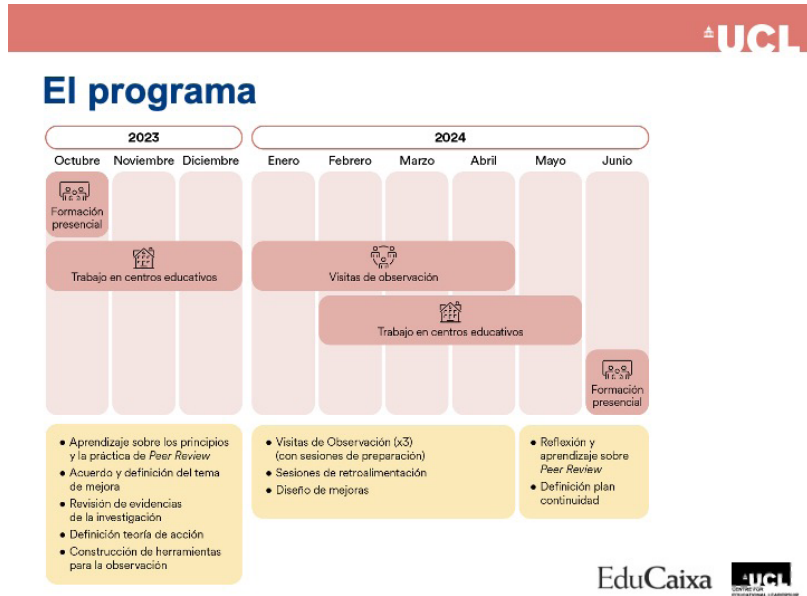 UCL
El programa
2023
2024
Octubre Noviembre Diciembre Enero Febrero Marzo Abril Mayo Junio
Formación
presencial
Trabajo en centros educativos
Visitas de observación
Trabajo en centros educativos
Formación
presencial
• Aprendizaje sobre los principios
y la práctica de Peer Review
• Acuerdo y definición del tema
de mejora
• Revisión de evidencias
de la investigación
• Definición teoría de acción
• Construcción de herramientas
para la observación
• Visitas de Observación (x3)
(con sesiones de preparación)
• Sesiones de retroalimentación
• Diseño de mejoras
• Reflexión y
aprendizaje sobre
Peer Review
• Definición plan
continuidad
EduCaixa
UCL
CENTRE FOR
EDUCATIONAL LEADERSHIP